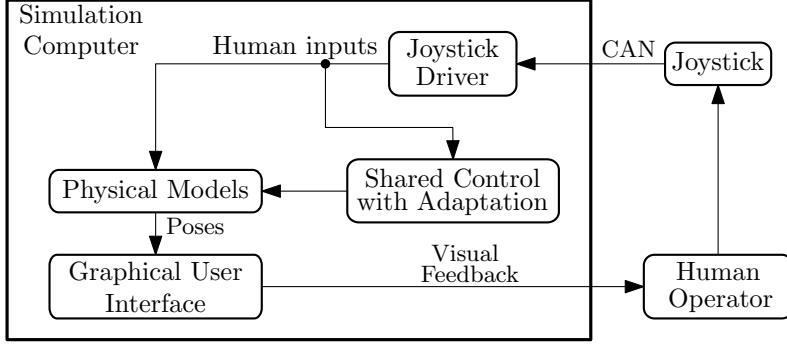 Simulation
Computer
Human inputs
Joystick
Driver
CAN
Joystick
Physical Models
Shared Control
with Adaptation
Poses
Graphical User
Interface
Visual
Feedback
Human
Operator